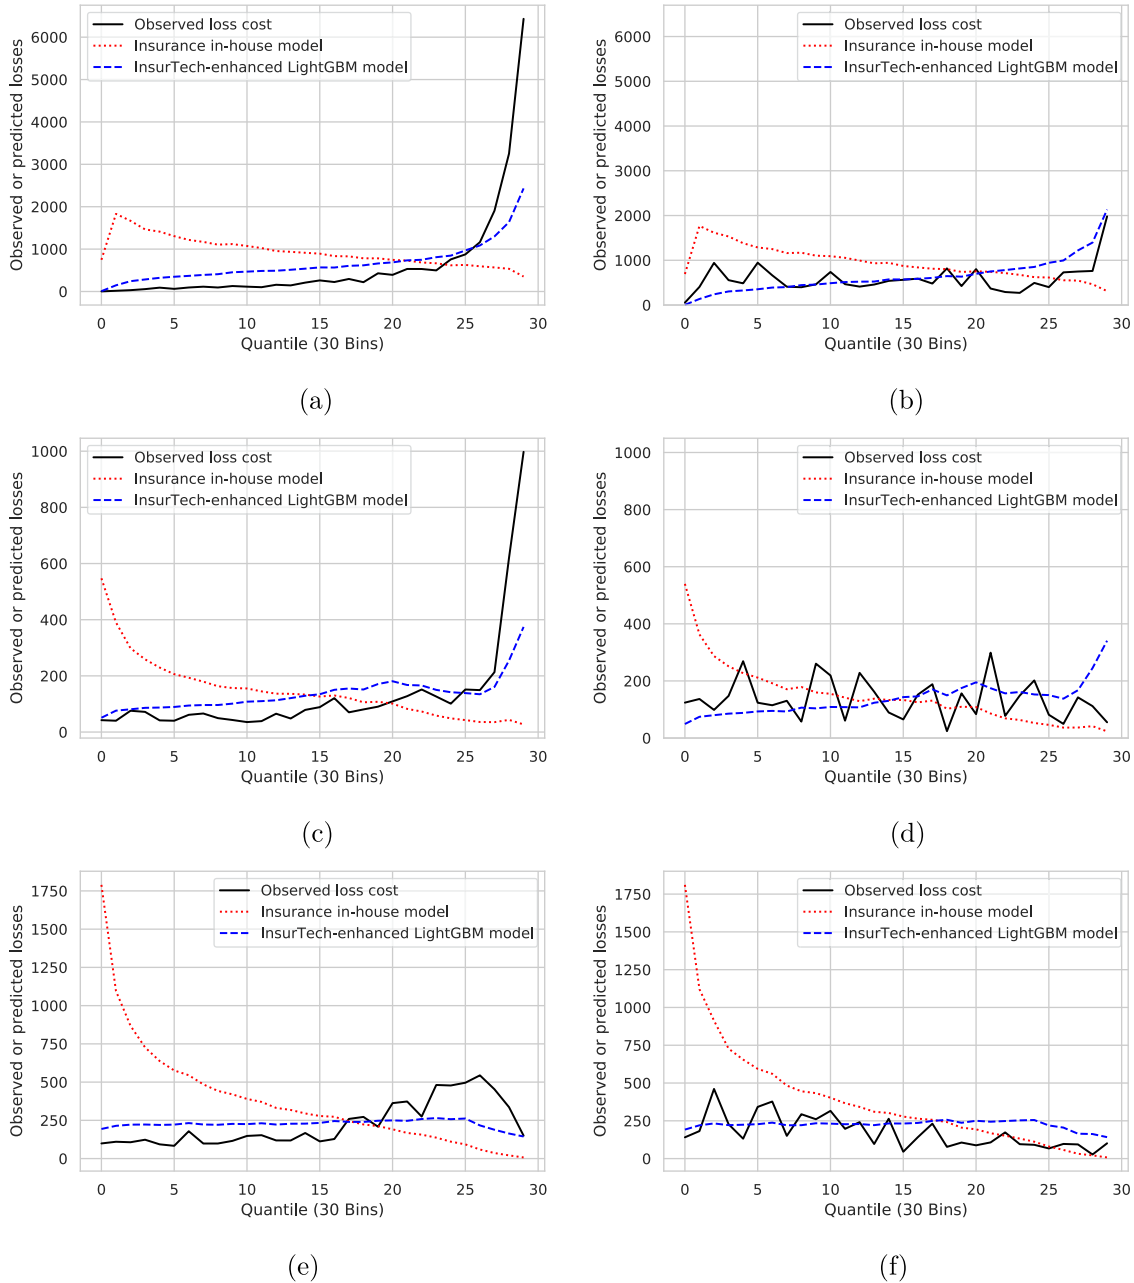 Observed or predicted losses
6000
5000
4000
3000
2000
1000
0
Observed loss cost
Insurance in-house model
InsurTech-enhanced LightGBM model
0 5 10 15 20 25 30
Quantile (30 Bins)
(a)
Observed or predicted losses
6000
5000
4000
3000
2000
1000
0
Observed loss cost
Insurance in-house model
InsurTech-enhanced LightGBM model
0 5 10 15 20 25 30
Quantile (30 Bins)
(b)
Observed or predicted losses
1000
800
600
400
200
0
Observed loss cost
Insurance in-house model
InsurTech-enhanced LightGBM model
0 5 10 15 20 25 30
Quantile (30 Bins)
(c)
Observed or predicted losses
1000
800
600
400
200
0
Observed loss cost
Insurance in-house model
InsurTech-enhanced LightGBM model
0 5 10 15 20 25 30
Quantile (30 Bins)
(d)
Observed or predicted losses
1750
1500
1250
1000
750
500
250
0
Observed loss cost
Insurance in-house model
InsurTech-enhanced LightGBM model
0 5 10 15 20 25 30
Quantile (30 Bins)
(e)
Observed or predicted losses
1750
1500
1250
1000
750
500
250
0
Observed loss cost
Insurance in-house model
InsurTech-enhanced LightGBM model
0 5 10 15 20 25 30
Quantile (30 Bins)
(f)